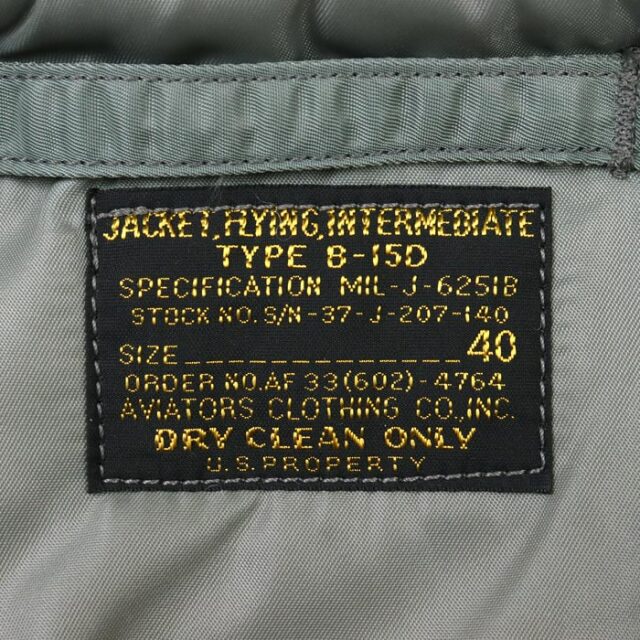 JACKET, FLYING, INTERMEDIATE
TYPE B-15D
SPECIFICATION MIL-J-6251B
STOCK NO. S/N-37-J-207-140
SIZE _ _ _ _ _ _ _ _ _ _ _ _ _ 40
ORDER NO. AF 33(602)-4764
AVIATORS CLOTHING CO., INC.
DRY CLEAN ONLY
U.S. PROPERTY